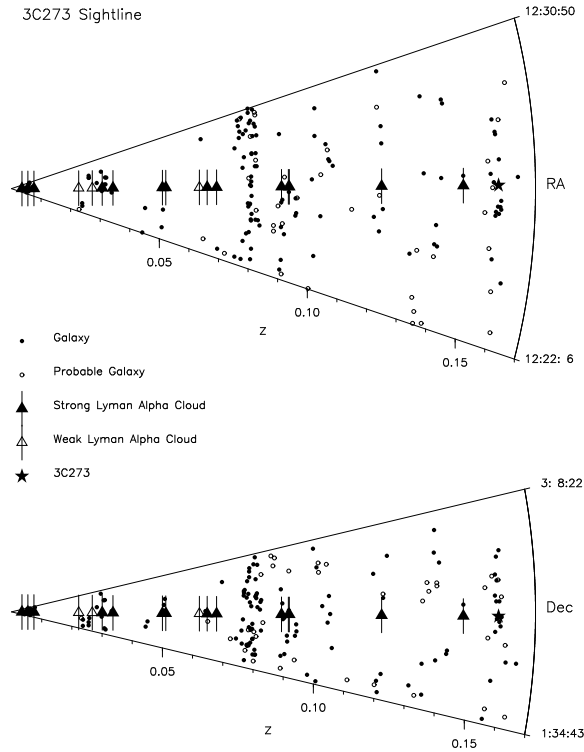 3C273 Sightline
12:30:50
RA
0.05
0.10
0.15
z
12:22: 6
Galaxy
Probable Galaxy
Strong Lyman Alpha Cloud
Weak Lyman Alpha Cloud
3C273
3: 8:22
Dec
0.05
0.10
0.15
z
1:34:43